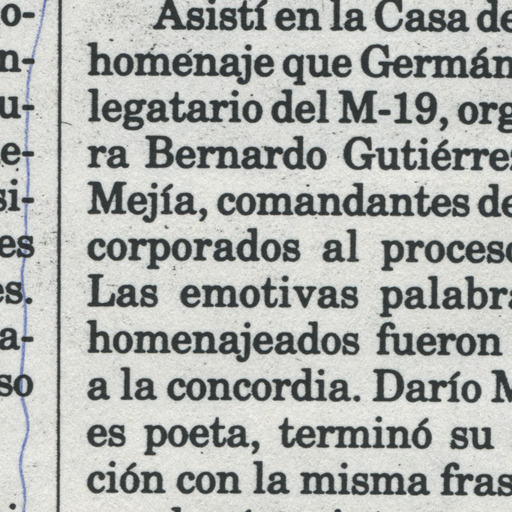 o-
n-
u-
e-
si-
es
es.
a-
so
Asistí en la Casa de
homenaje que Germán
legatario del M-19, org
ra Bernardo Gutiérrez
Mejía, comandantes de
corporados al proceso
Las emotivas palabra
homenajeados fueron
a la concordia. Darío M
es poeta, terminó su
ción con la misma fras